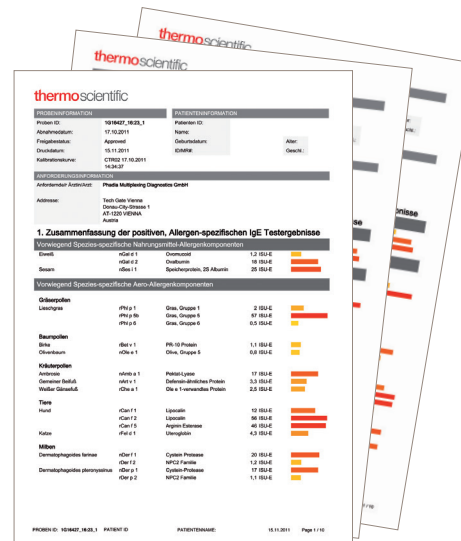 thermoscientific
thermoscientific
thermoscientific
PROBENINFORMATION PATIENTENINFORMATION
Proben ID: 1G16427_16:23_1 Patienten ID:
Abnahmedatum: 17.10.2011 Name:
Freigabestatus: Approved Geburtsdatum: Alter:
Druckdatum: 15.11.2011 ID/MR#: Geschl.:
Kalibrationskurve: CTR02 17.10.2011
14:34:37
ANFORDERUNGSINFORMATION
Anfordernde/r Ärztin/Arzt: Phadia Multiplexing Diagnostics GmbH
Addresse: Tech Gate Vienne
Donau-City-Strasse 1
AT-1220 VIENNA
Austria
1. Zusammenfassung der positiven, Allergen-spezifischen IgE Testergebnisse
Vorwiegend Spezies-spezifische Nahrungsmittel-Allergenkomponenten
Eiweiß nGal d 1 Ovomucoid 1,2 ISU-E
nGal d 2 Ovalbumin 16 ISU-E
Sesam nSes i 1 Speicherprotein, 2S Albumin 25 ISU-E
Vorwiegend Spezies-spezifische Aero-Allergenkomponenten
Gräserpollen
Lieschgras rPhl p 1 Gras, Gruppe 1 2 ISU-E
rPhl p 5b Gras, Gruppe 5 57 ISU-E
rPhl p 6 Gras, Gruppe 6 0,5 ISU-E
Baumpollen
Birke rBet v 1 PR-10 Protein 1,1 ISU-E
Olivenbaum nOle e 1 Olive, Gruppe 5 0,8 ISU-E
Kräuterpollen
Ambrosie nAmb a 1 Pektat-Lyase 17 ISU-E
Gemeiner Beifuß nArt v 1 Defensin-ähnliches Protein 3,3 ISU-E
Weißer Gänsefuß rChe a 1 Ole e 1-verwandtes Protein 2,5 ISU-E
Tiere
Hund rCan f 1 Lipocalin 12 ISU-E
rCan f 2 Lipocalin 56 ISU-E
rCan f 5 Arginin Esterase 46 ISU-E
Katze rFel d 1 Uteroglobin 4,3 ISU-E
Milben
Dermatophagoides farinae nDer f 1 Cystein Protease 20 ISU-E
rDer f 2 NPC2 Familie 1,2 ISU-E
Dermatophagoides pteronyssinus nDer p 1 Cystein-Protease 17 ISU-E
rDer p 2 NPC2 Familie 1,1 ISU-E
PROBEN ID: 1G16427_16:23_1 PATIENT ID PATIENTENNAME: 15.11.2011 Page 1 / 10